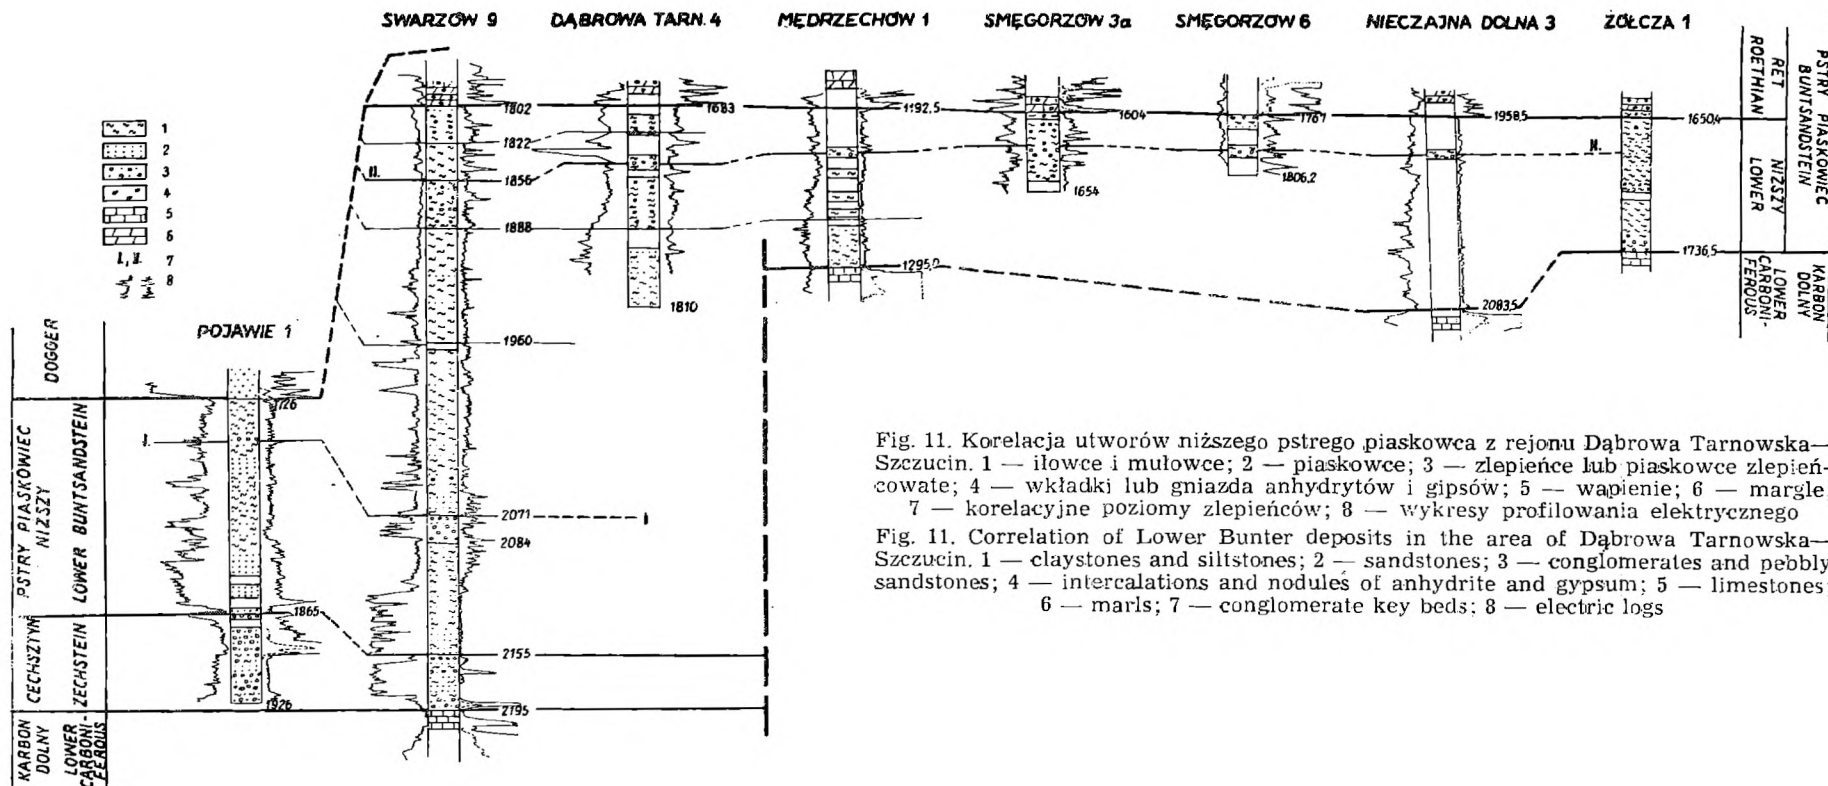 SWARZÓW 9 DĄBROWA TARN. 4 MĘDRZECHÓW 1 SMĘGORZÓW 3a SMĘGORZÓW 6 NIECZAJNA DOLNA 3 ŻÓŁCZA 1
1802 1683 1192,5 1604 1767 1958,5 1650,4
1822
II. 1856 1654 1806,2 II.
1888
1295,0 1736,5
1810 2083,5
1960
1
2
3
4
5
6
I, II. 7
8
POJAWIE 1
1726
I.
2071 I
2084
1865
2155
1926 2195
DOGGER
PSTRY PIASKOWIEC
NIŻSZY
LOWER BUNTSANDSTEIN
CECHSZTYN
ZECHSTEIN
KARBON
DOLNY
LOWER
CARBONI-
FEROUS
PSTRY PIASKOWIEC
BUNTSANDSTEIN
RET
ROETHIAN
NIŻSZY
LOWER
KARBON
DOLNY
LOWER
CARBONI-
FEROUS
Fig. 11. Korelacja utworów niższego pstrego piaskowca z rejonu Dąbrowa Tarnowska—
Szczucin. 1 — iłowce i mułowce; 2 — piaskowce; 3 — zlepieńce lub piaskowce zlepień-
cowate; 4 — wkładki lub gniazda anhydrytów i gipsów; 5 — wapienie; 6 — margle;
7 — korelacyjne poziomy zlepieńców; 8 — wykresy profilowania elektrycznego
Fig. 11. Correlation of Lower Bunter deposits in the area of Dąbrowa Tarnowska—
Szczucin. 1 — claystones and siltstones; 2 — sandstones; 3 — conglomerates and pebbly
sandstones; 4 — intercalations and nodules of anhydrite and gypsum; 5 — limestones;
6 — marls; 7 — conglomerate key beds; 8 — electric logs